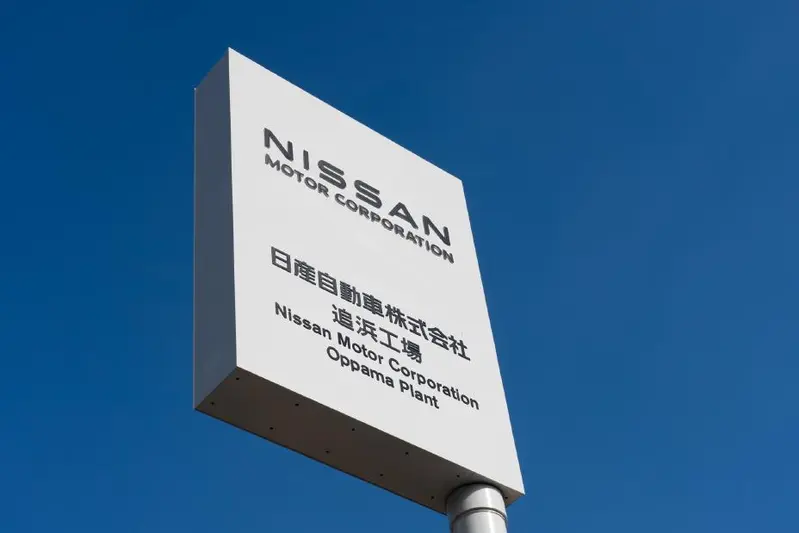 NISSAN
MOTOR CORPORATION
日産自動車株式会社
追浜工場
Nissan Motor Corporation
Oppama Plant